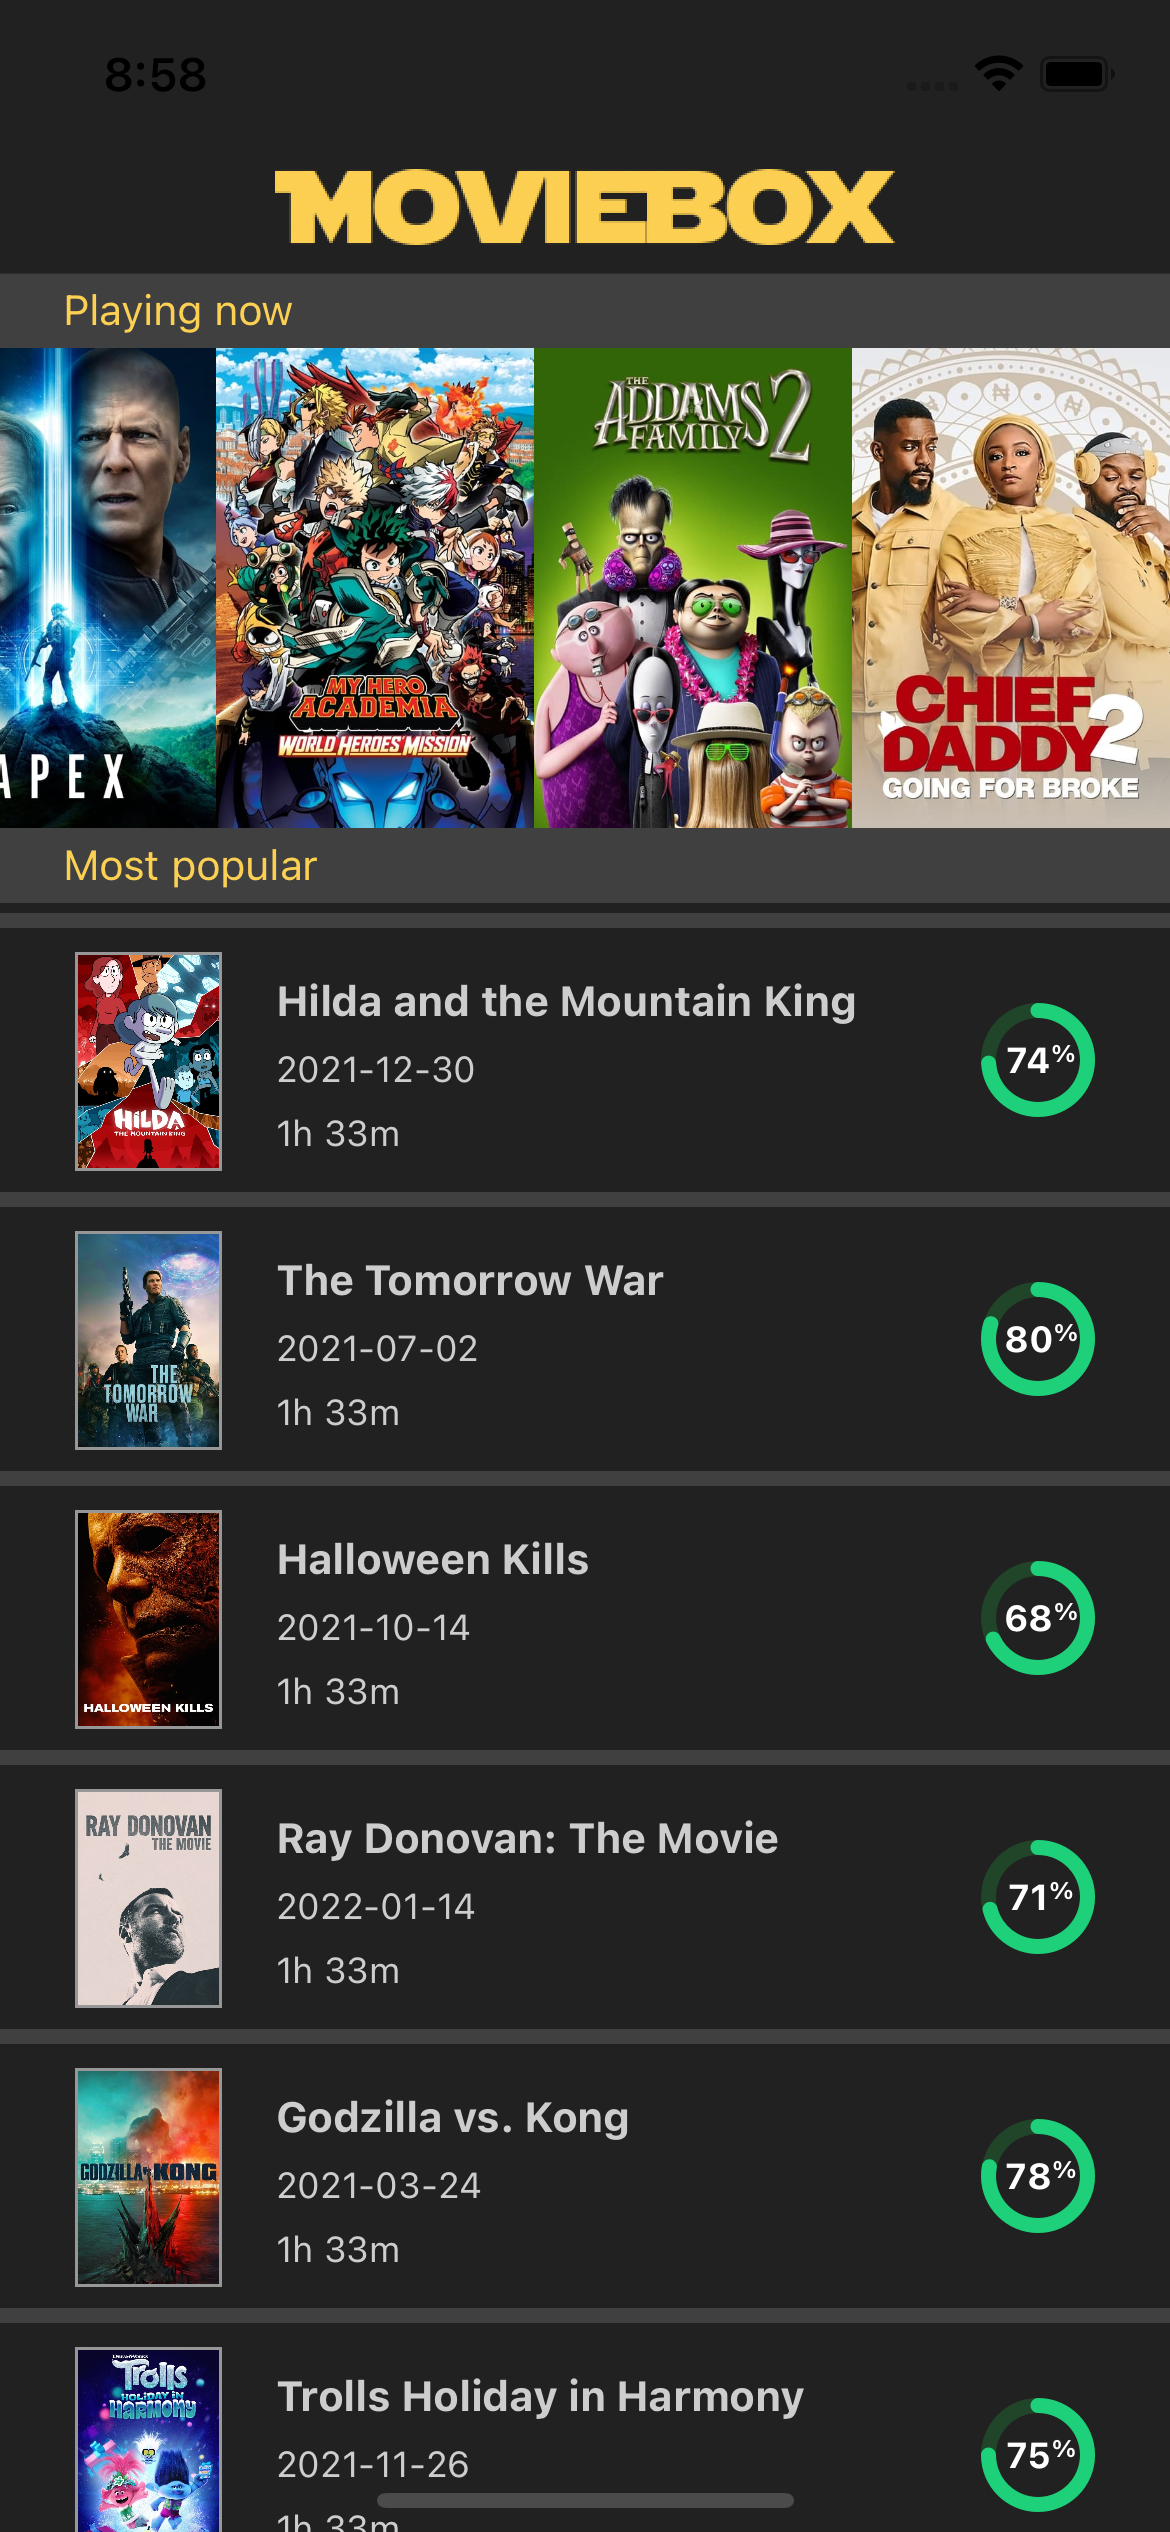 8:58
MOVIEBOX
Playing now
APEX
MY HERO
ACADEMIA
WORLD HEROES' MISSION
THE
ADDAMS
FAMILY 2
CHIEF
DADDY 2
GOING FOR BROKE
Most popular
HILDA
THE MOUNTAIN KING
Hilda and the Mountain King
2021-12-30
1h 33m
74%
THE
TOMORROW
WAR
The Tomorrow War
2021-07-02
1h 33m
80%
HALLOWEEN KILLS
Halloween Kills
2021-10-14
1h 33m
68%
RAY DONOVAN
THE MOVIE
Ray Donovan: The Movie
2022-01-14
1h 33m
71%
GODZILLA vs KONG
Godzilla vs. Kong
2021-03-24
1h 33m
78%
Trolls
HOLIDAY IN
HARMONY
Trolls Holiday in Harmony
2021-11-26
1h 33m
75%